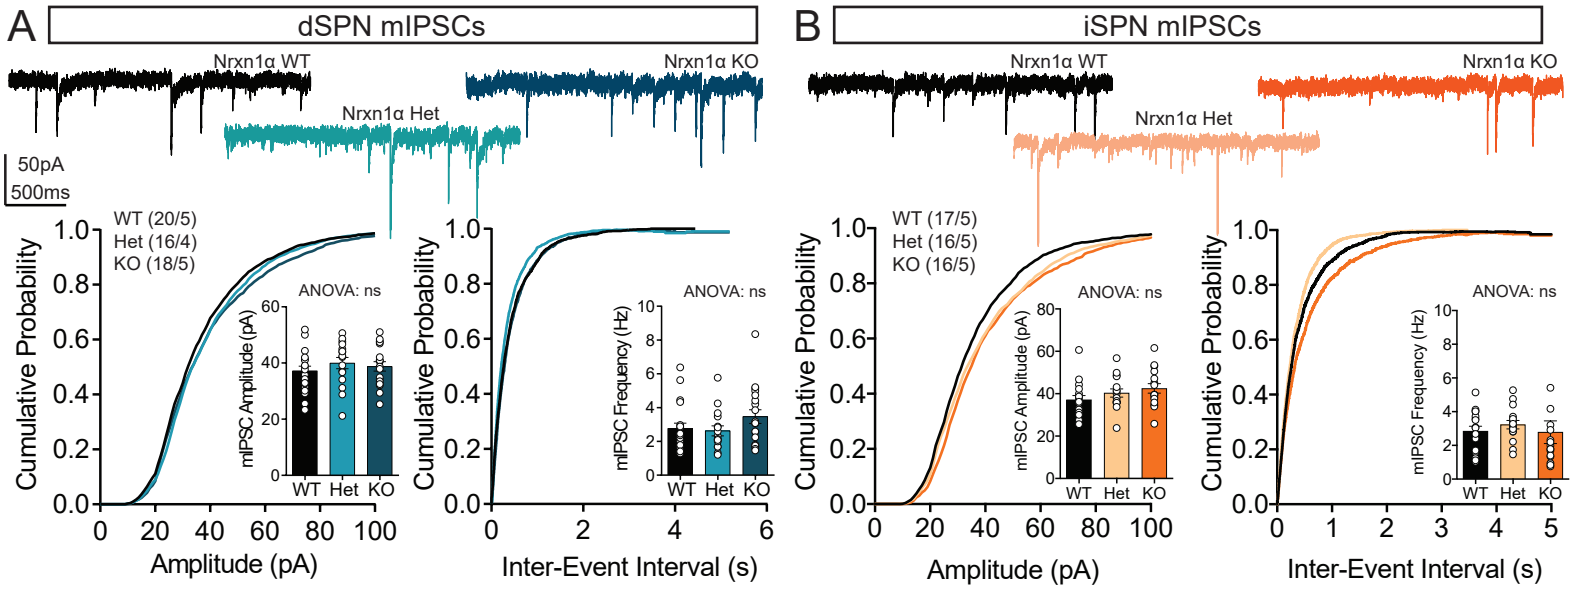 A
dSPN mIPSCs
Nrxn1α WT
Nrxn1α KO
Nrxn1α Het
50pA
500ms
WT (20/5)
Het (16/4)
KO (18/5)
Cumulative Probability
1.0
0.8
0.6
0.4
0.2
0.0
0
20
40
60
80
100
Amplitude (pA)
ANOVA: ns
mIPSC Amplitude (pA)
60
40
20
0
WT
Het
KO
Cumulative Probability
1.0
0.8
0.6
0.4
0.2
0.0
0
2
4
6
Inter-Event Interval (s)
ANOVA: ns
mIPSC Frequency (Hz)
10
8
6
4
2
0
WT
Het
KO
B
iSPN mIPSCs
Nrxn1α WT
Nrxn1α KO
Nrxn1α Het
WT (17/5)
Het (16/5)
KO (16/5)
Cumulative Probability
1.0
0.8
0.6
0.4
0.2
0.0
0
20
40
60
80
100
Amplitude (pA)
ANOVA: ns
mIPSC Amplitude (pA)
80
60
40
20
0
WT
Het
KO
Cumulative Probability
1.0
0.8
0.6
0.4
0.2
0.0
0
1
2
3
4
5
Inter-Event Interval (s)
ANOVA: ns
mIPSC Frequency (Hz)
10
8
6
4
2
0
WT
Het
KO